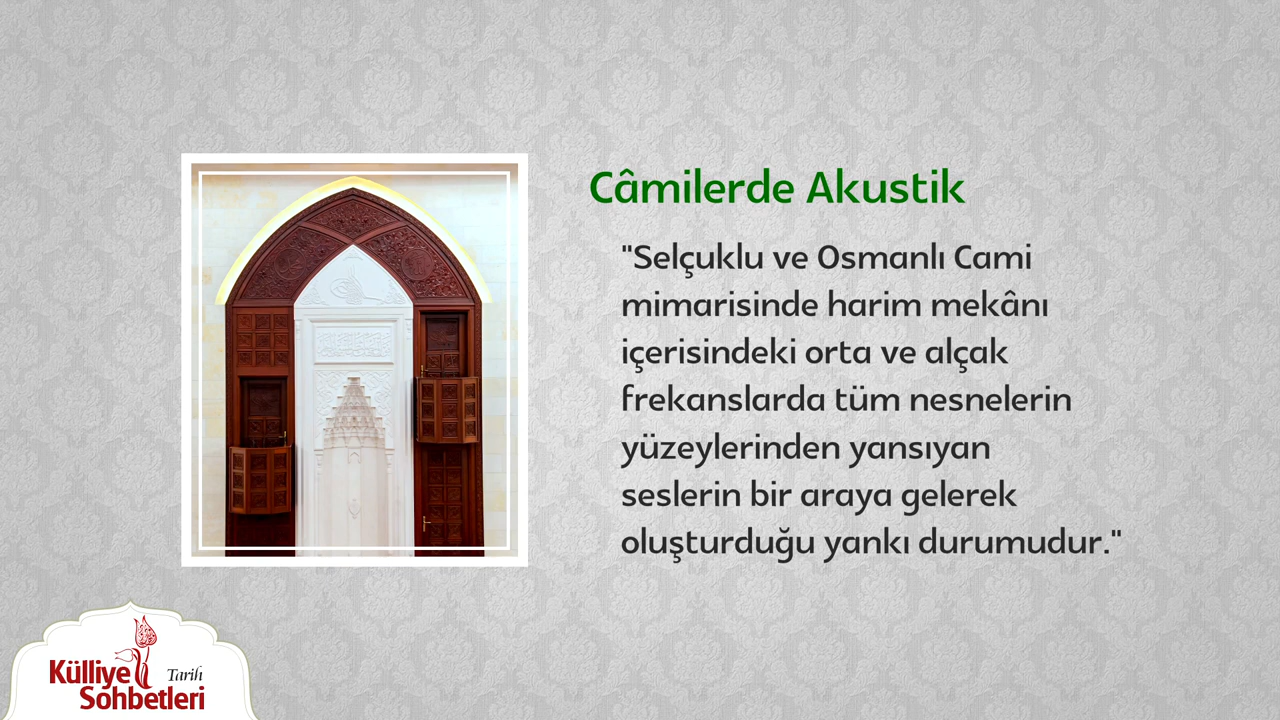 Câmilerde Akustik
"Selçuklu ve Osmanlı Cami
mimarisinde harim mekânı
içerisindeki orta ve alçak
frekanslarda tüm nesnelerin
yüzeylerinden yansıyan
seslerin bir araya gelerek
oluşturduğu yankı durumudur."
Külliye Tarih
Sohbetleri